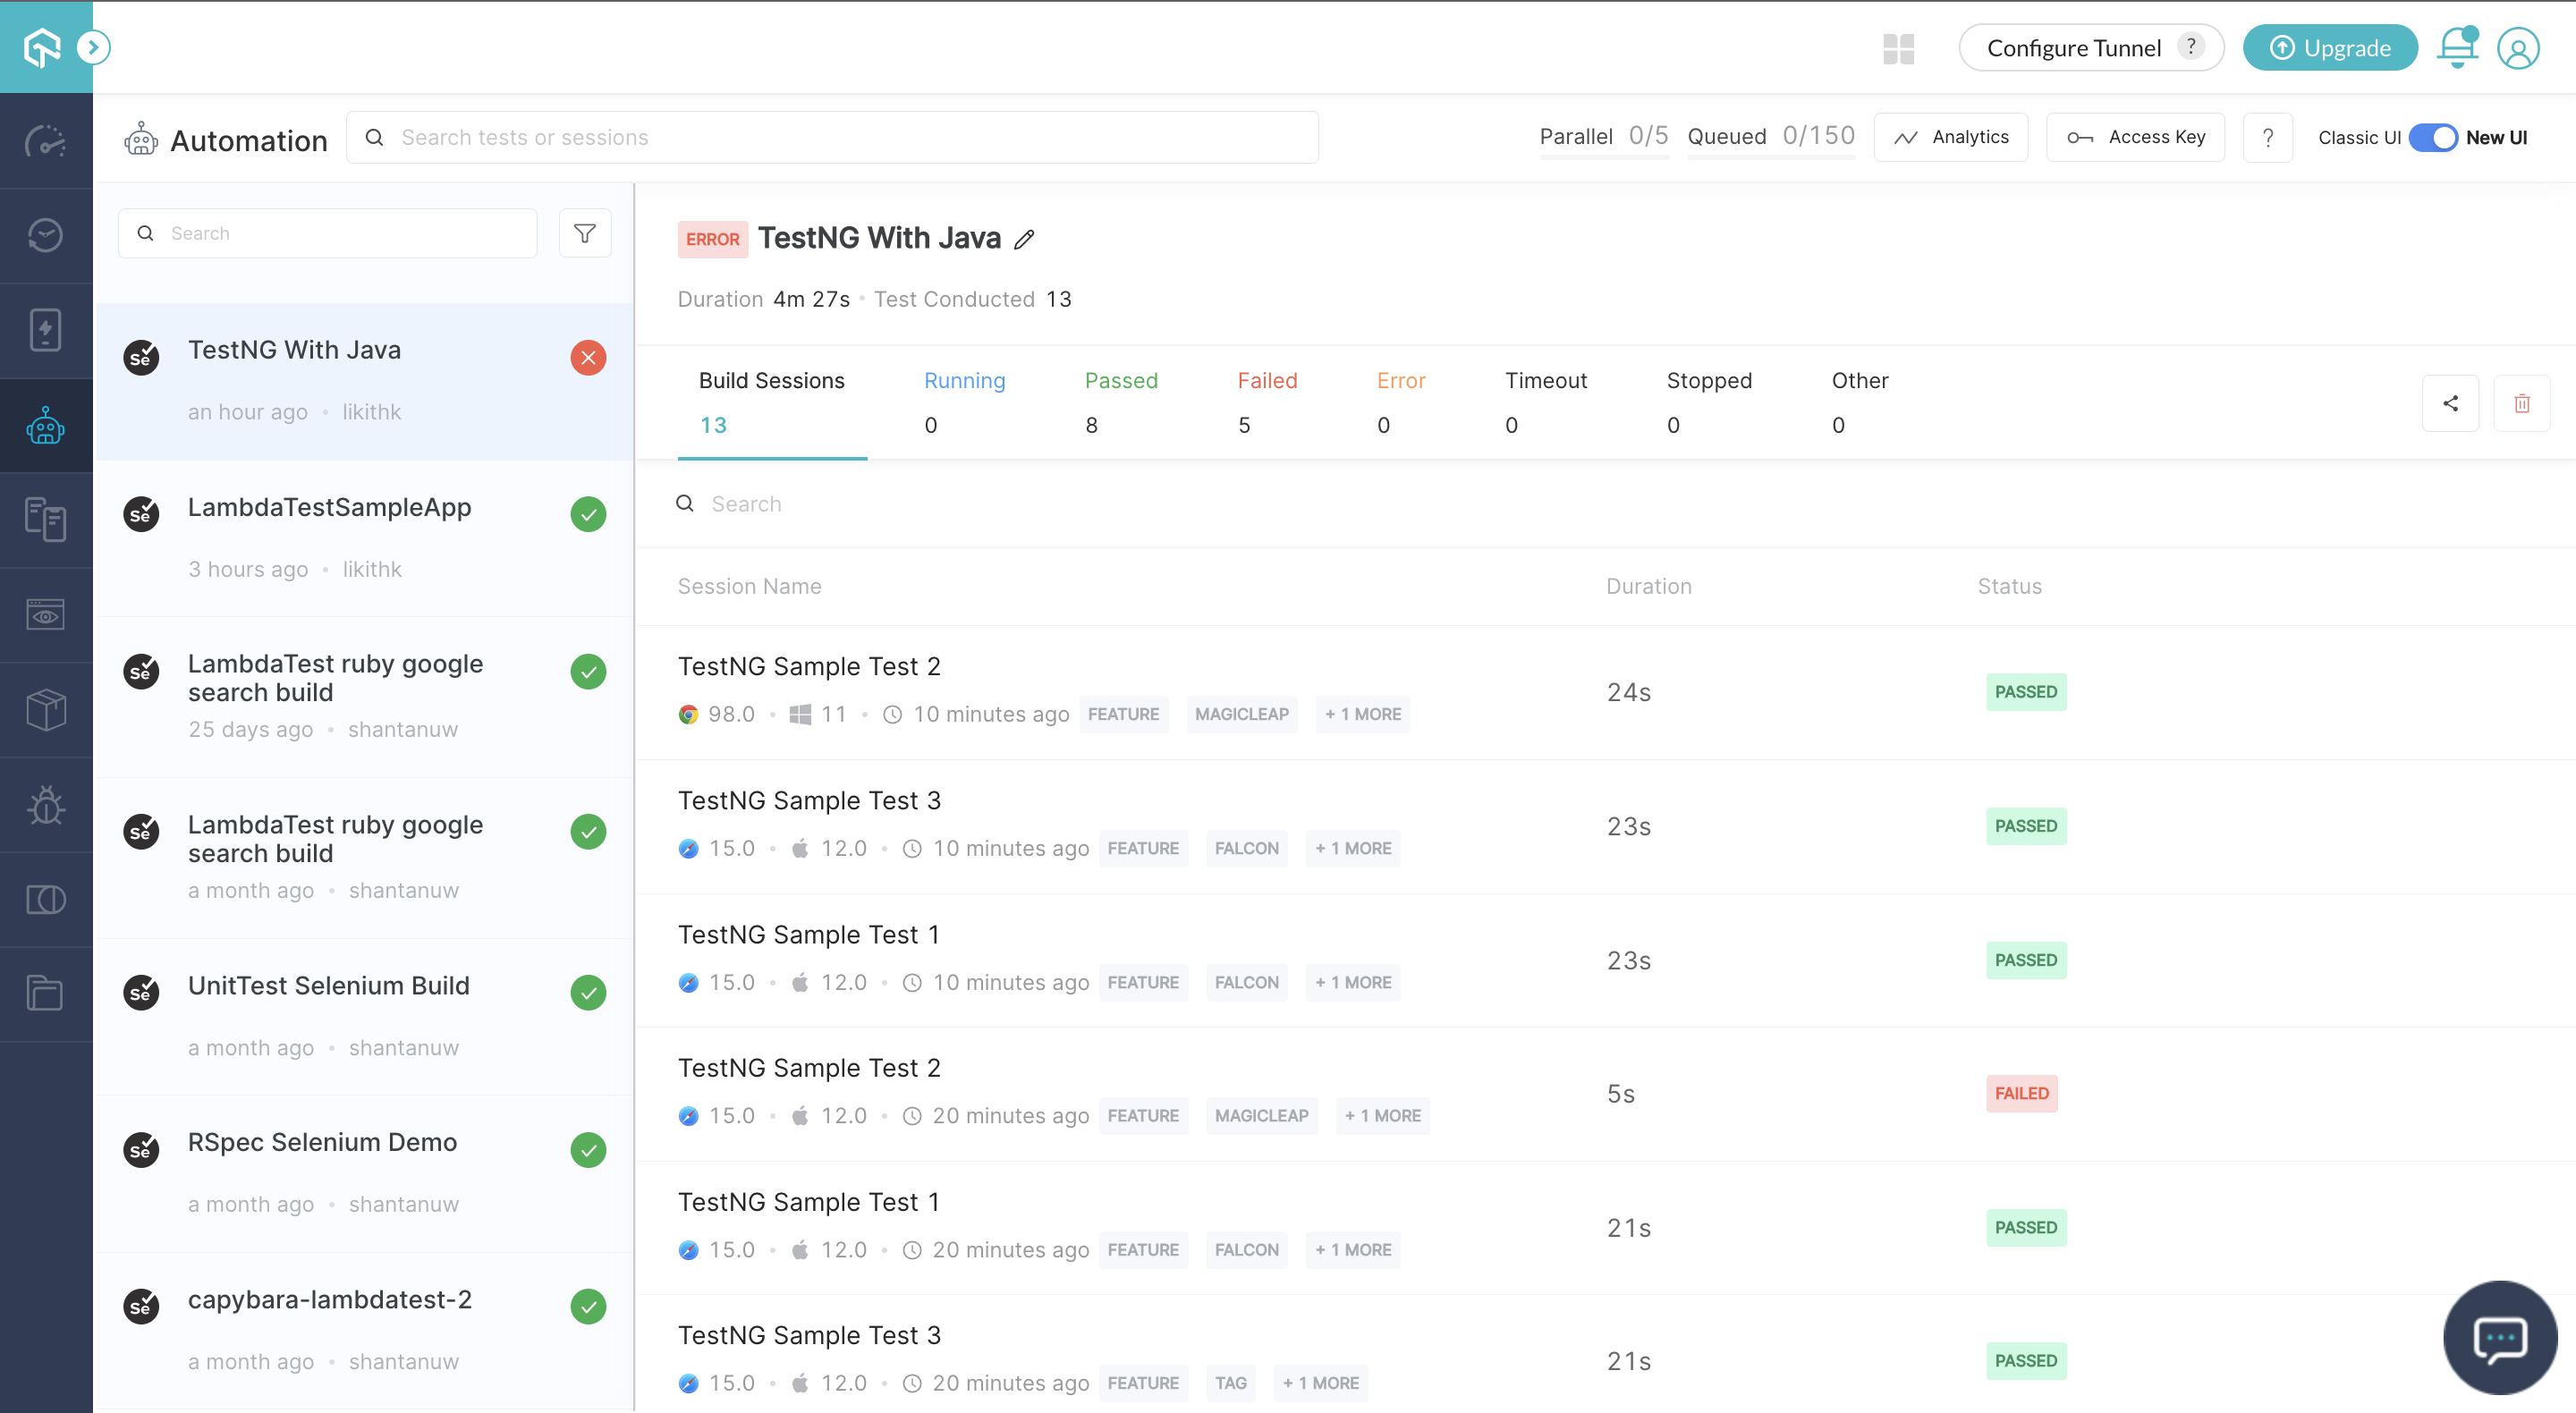 Configure Tunnel ?
Upgrade
Automation
Search tests or sessions
Parallel 0/5 Queued 0/150
Analytics
Access Key
?
Classic UI New UI
Search
Se TestNG With Java
an hour ago • likithk
Se LambdaTestSampleApp
3 hours ago • likithk
Se LambdaTest ruby google
search build
25 days ago • shantanuw
Se LambdaTest ruby google
search build
a month ago • shantanuw
Se UnitTest Selenium Build
a month ago • shantanuw
Se RSpec Selenium Demo
a month ago • shantanuw
Se capybara-lambdatest-2
a month ago • shantanuw
ERROR TestNG With Java
Duration 4m 27s • Test Conducted 13
Build Sessions Running Passed Failed Error Timeout Stopped Other
13 0 8 5 0 0 0 0
Search
Session Name Duration Status
TestNG Sample Test 2
98.0 • 11 • 10 minutes ago FEATURE MAGICLEAP + 1 MORE
24s PASSED
TestNG Sample Test 3
15.0 • 12.0 • 10 minutes ago FEATURE FALCON + 1 MORE
23s PASSED
TestNG Sample Test 1
15.0 • 12.0 • 10 minutes ago FEATURE FALCON + 1 MORE
23s PASSED
TestNG Sample Test 2
15.0 • 12.0 • 20 minutes ago FEATURE MAGICLEAP + 1 MORE
5s FAILED
TestNG Sample Test 1
15.0 • 12.0 • 20 minutes ago FEATURE FALCON + 1 MORE
21s PASSED
TestNG Sample Test 3
15.0 • 12.0 • 20 minutes ago FEATURE TAG + 1 MORE
21s PASSED